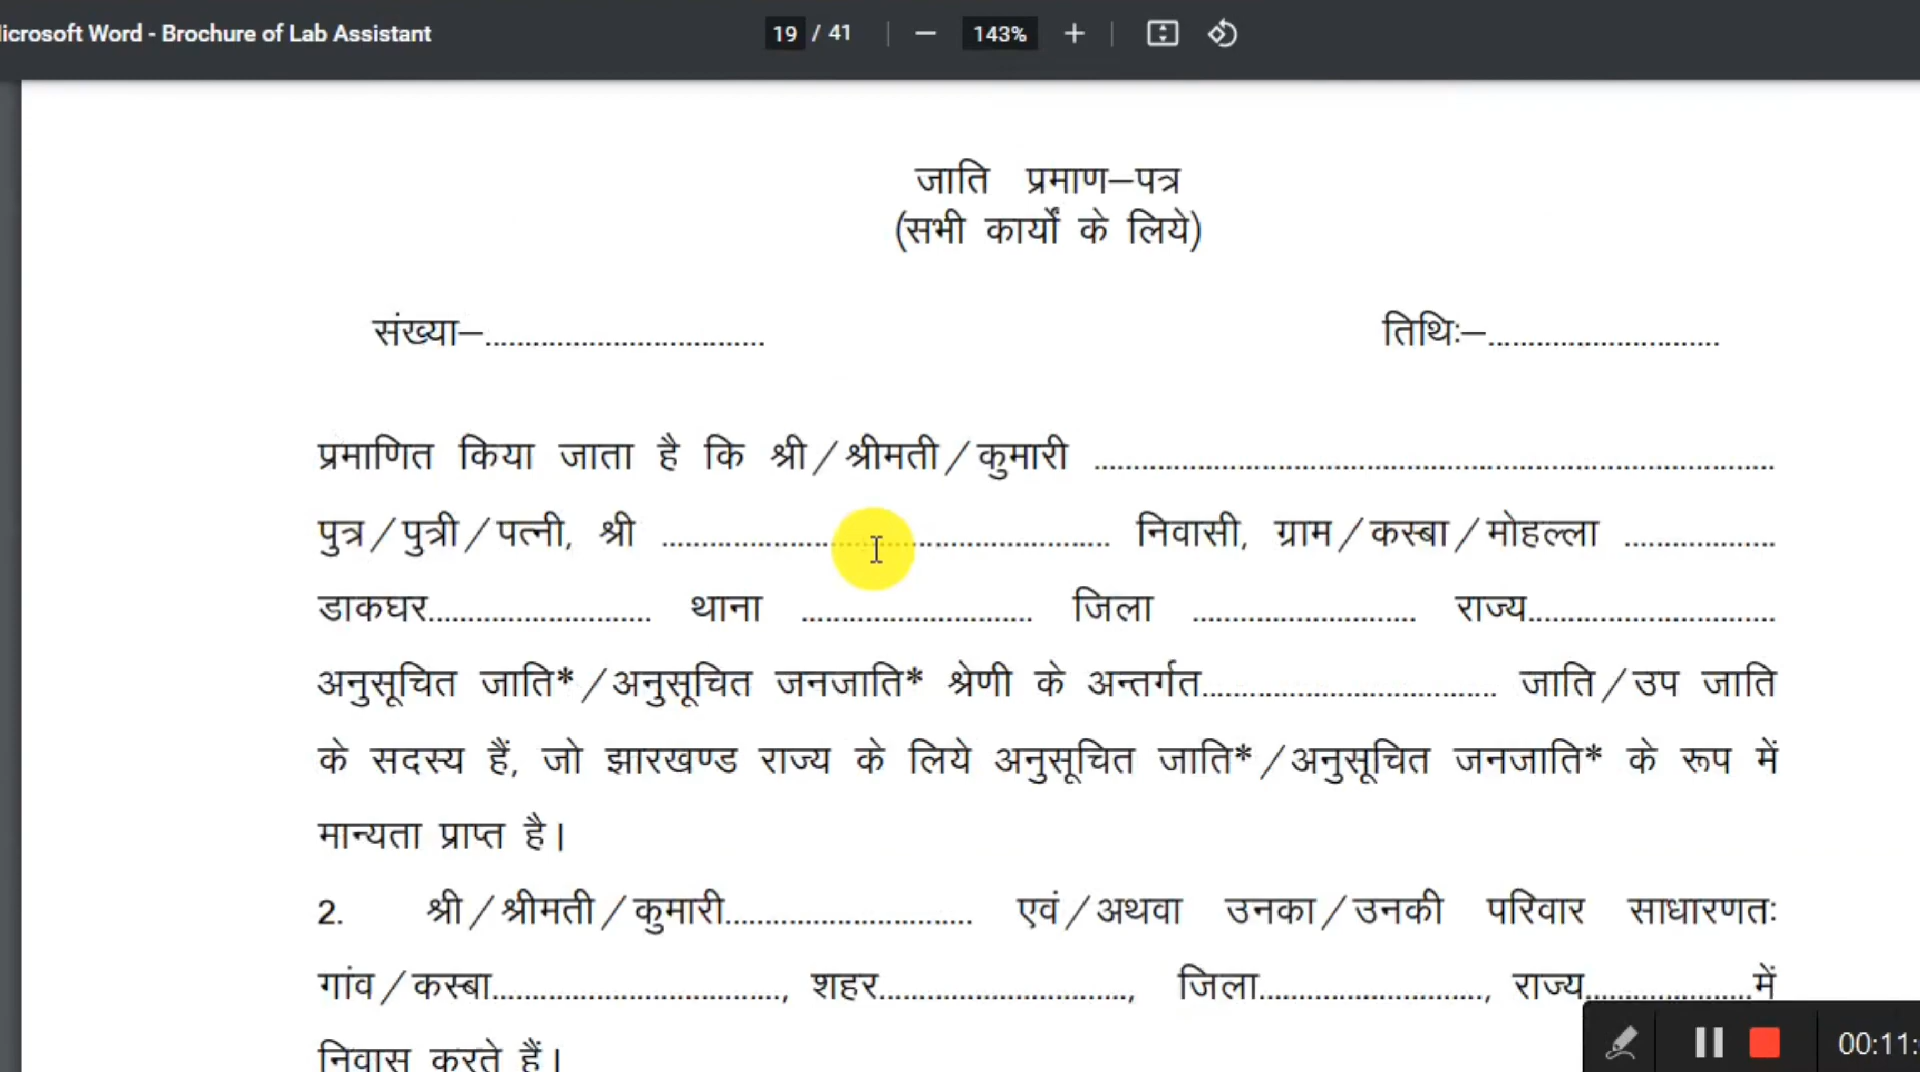 icrosoft Word - Brochure of Lab Assistant
19 / 41
143%
जाति प्रमाण–पत्र
(सभी कार्यों के लिये)
संख्या–................................... तिथिः–.............................
प्रमाणित किया जाता है कि श्री/श्रीमती/कुमारी .....................................................................................
पुत्र/पुत्री/पत्नी, श्री ........................................................ निवासी, ग्राम/कस्बा/मोहल्ला ...................
डाकघर............................ थाना ............................. जिला ............................ राज्य...............................
अनुसूचित जाति*/अनुसूचित जनजाति* श्रेणी के अन्तर्गत..................................... जाति/उप जाति
के सदस्य हैं, जो झारखण्ड राज्य के लिये अनुसूचित जाति*/अनुसूचित जनजाति* के रूप में
मान्यता प्राप्त है।
2. श्री/श्रीमती/कुमारी............................... एवं/अथवा उनका/उनकी परिवार साधारणतः
गांव/कस्बा...................................., शहर..............................., जिला............................, राज्य.....................में
निवास करते हैं।
00:11: